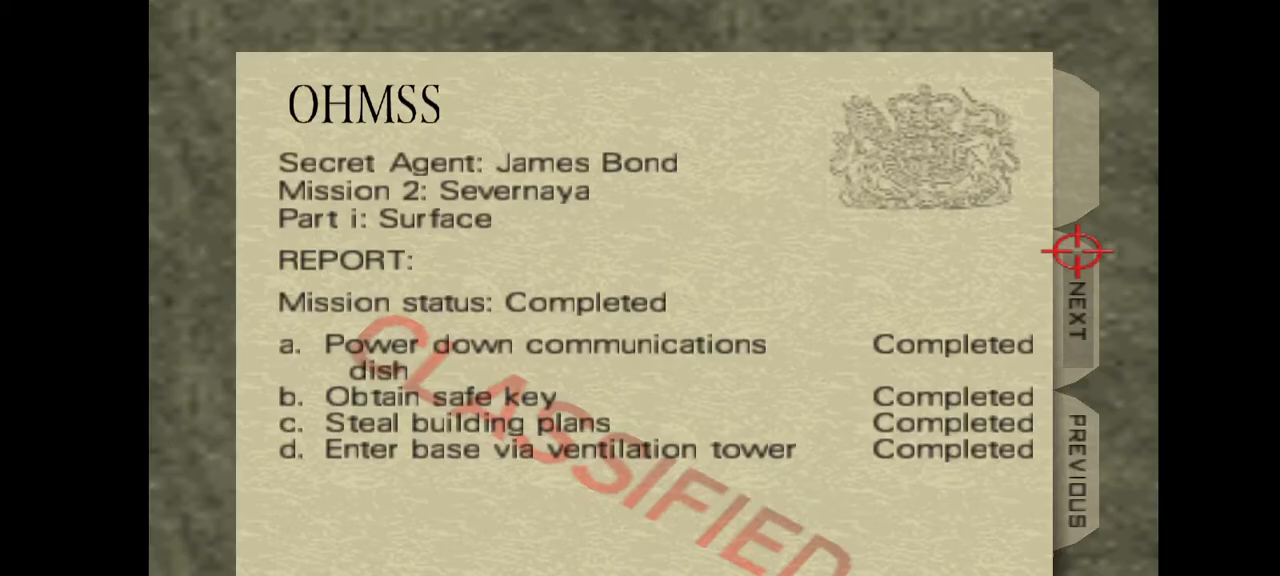 OHMSS
Secret Agent: James Bond
Mission 2: Severnaya
Part i: Surface
REPORT:
Mission status: Completed
a. Power down communications dish Completed
b. Obtain safe key Completed
c. Steal building plans Completed
d. Enter base via ventilation tower Completed
CLASSIFIED
NEXT
PREVIOUS